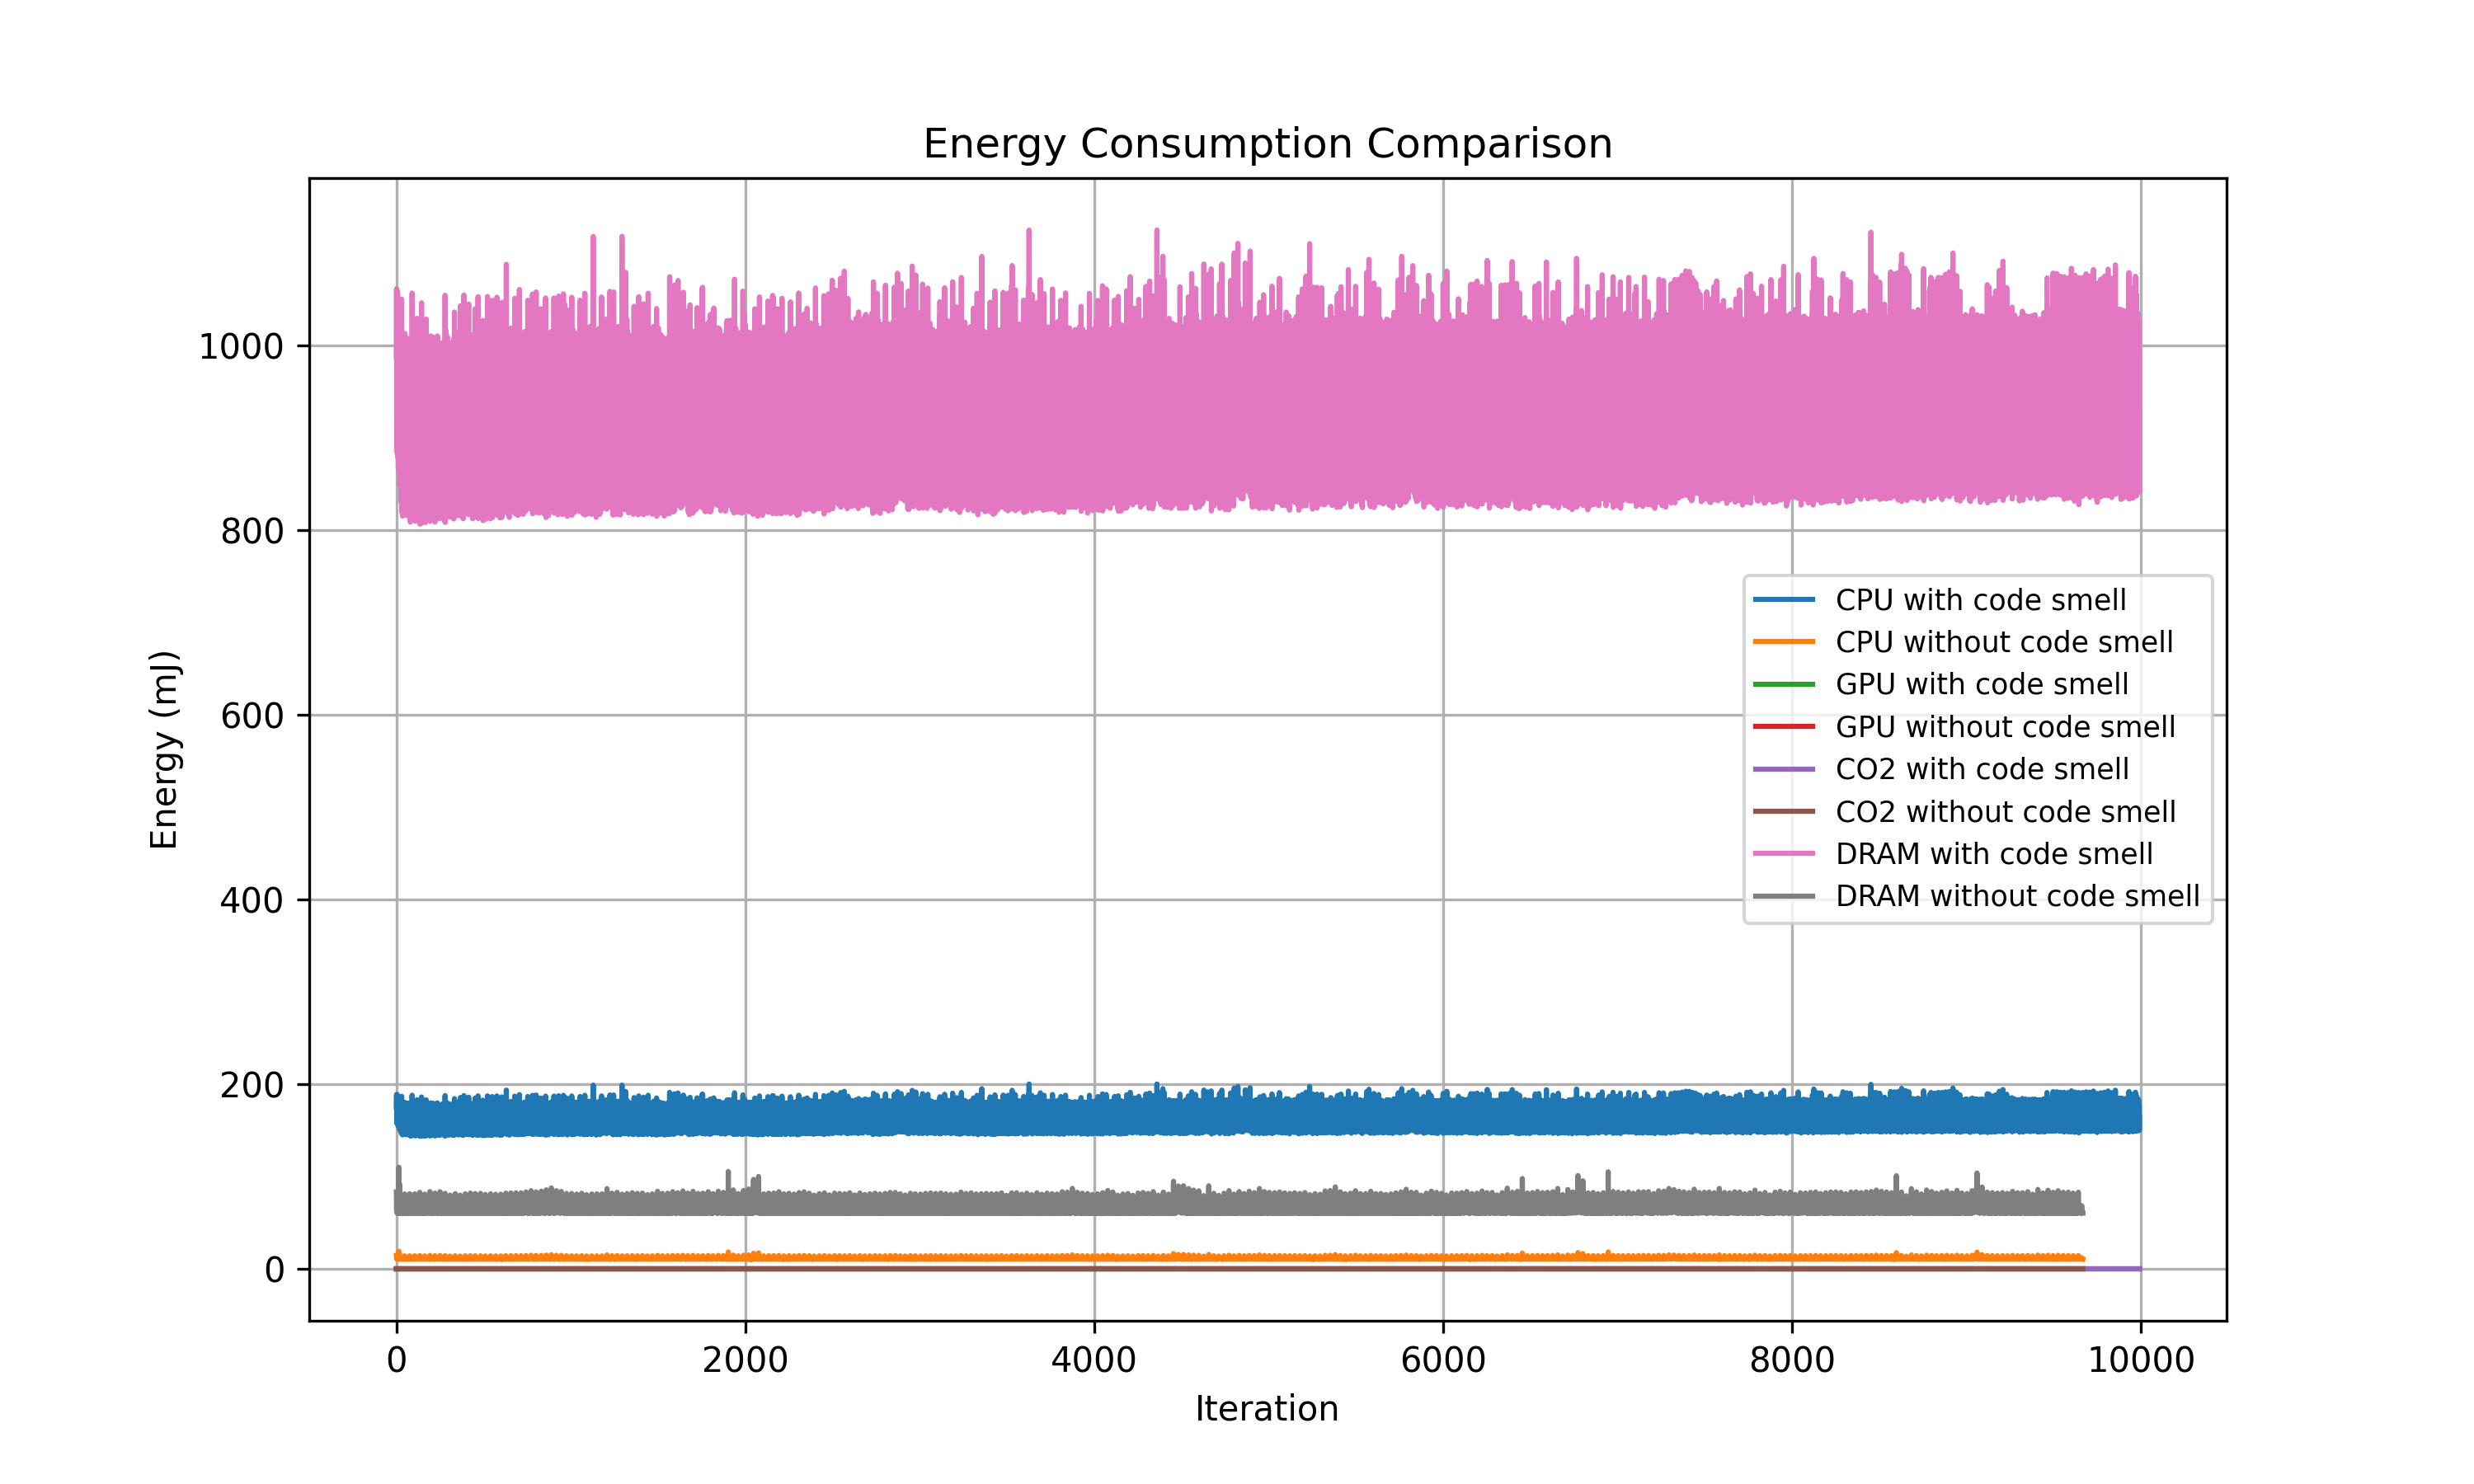 Energy Consumption Comparison
1000
800
600
400
200
0
Energy (mJ)
CPU with code smell
CPU without code smell
GPU with code smell
GPU without code smell
CO2 with code smell
CO2 without code smell
DRAM with code smell
DRAM without code smell
0 2000 4000 6000 8000 10000
Iteration